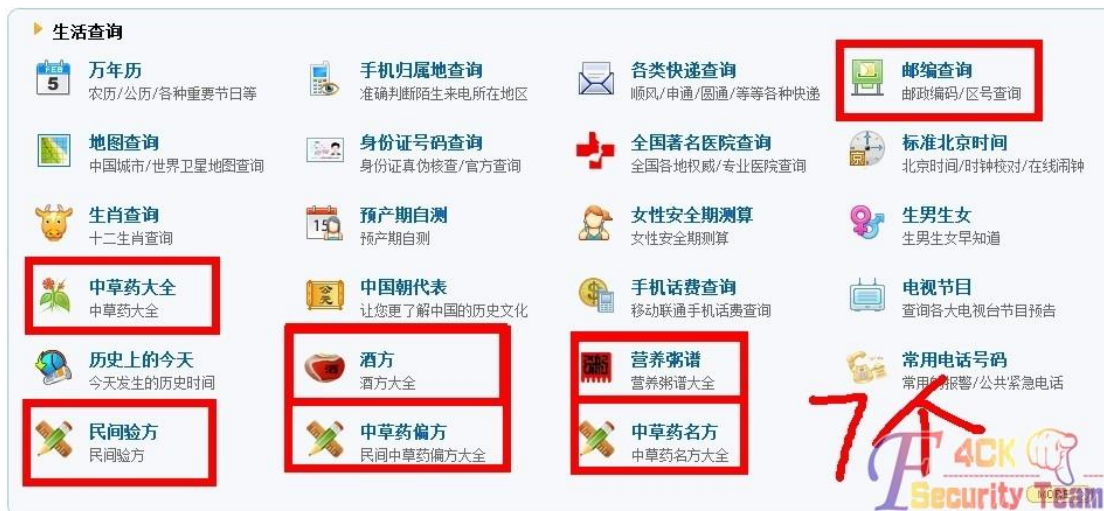 生活查询
万年历
农历/公历/各种重要节日等
手机归属地查询
准确判断陌生来电所在地区
各类快递查询
顺风/申通/圆通/等等各种快递
邮编查询
邮政编码/区号查询
地图查询
中国城市/世界卫星地图查询
身份证号码查询
身份证真伪核查/官方查询
全国著名医院查询
全国各地权威/专业医院查询
标准北京时间
北京时间/时钟校对/在线闹钟
生肖查询
十二生肖查询
预产期自测
预产期自测
女性安全期测算
女性安全期测算
生男生女
生男生女早知道
中草药大全
中草药大全
中国朝代表
让您更了解中国的历史文化
手机话费查询
移动联通手机话费查询
电视节目
查询各大电视台节目预告
历史上的今天
今天发生的历史时间
酒方
酒方大全
营养粥谱
营养粥谱大全
常用电话号码
常用的报警/公共紧急电话
民间验方
民间验方
中草药偏方
民间中草药偏方大全
中草药名方
中草药名方大全
7个
F4CK
Security Team
MORE